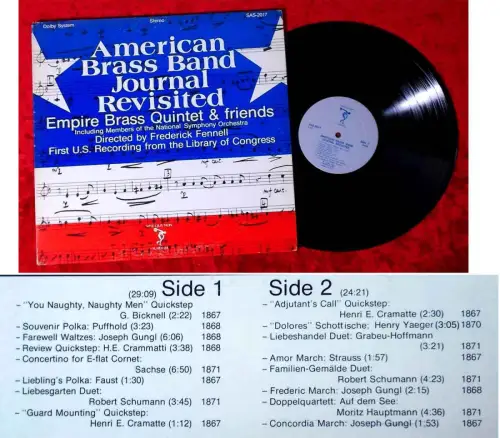 Dolby System
Stereo
SAS-2017
American
Brass Band
Journal
Revisited
Empire Brass Quintet & friends
Including Members of the National Symphony Orchestra
Directed by Frederick Fennell
First U.S. Recording from the Library of Congress
(29:09) Side 1
– "You Naughty, Naughty Men" Quickstep
G. Bicknell (2:22) 1867
– Souvenir Polka: Puffhold (3:23) 1868
– Farewell Waltzes: Joseph Gungl (6:06) 1868
– Review Quickstep: H.E. Crammatti (3:38) 1868
– Concertino for E-flat Cornet:
Sachse (6:50) 1871
– Liebling's Polka: Faust (1:30) 1867
– Liebesgarten Duet:
Robert Schumann (3:45) 1871
– "Guard Mounting" Quickstep:
Henri E. Cramatte (1:12) 1867
Side 2 (24:21)
– "Adjutant's Call" Quickstep:
Henri E. Cramatte (2:30) 1867
– "Dolores" Schottische: Henry Yaeger (3:05) 1870
– Liebeshandel Duet: Grabeu-Hoffmann
(3:21) 1871
– Amor March: Strauss (1:57) 1867
– Familien-Gemälde Duet:
Robert Schumann (4:23) 1871
– Frederic March: Joseph Gungl (2:15) 1868
– Doppelquartett: Auf dem See:
Moritz Hauptmann (4:36) 1871
– Concordia March: Joseph Gungl (1:53) 1867